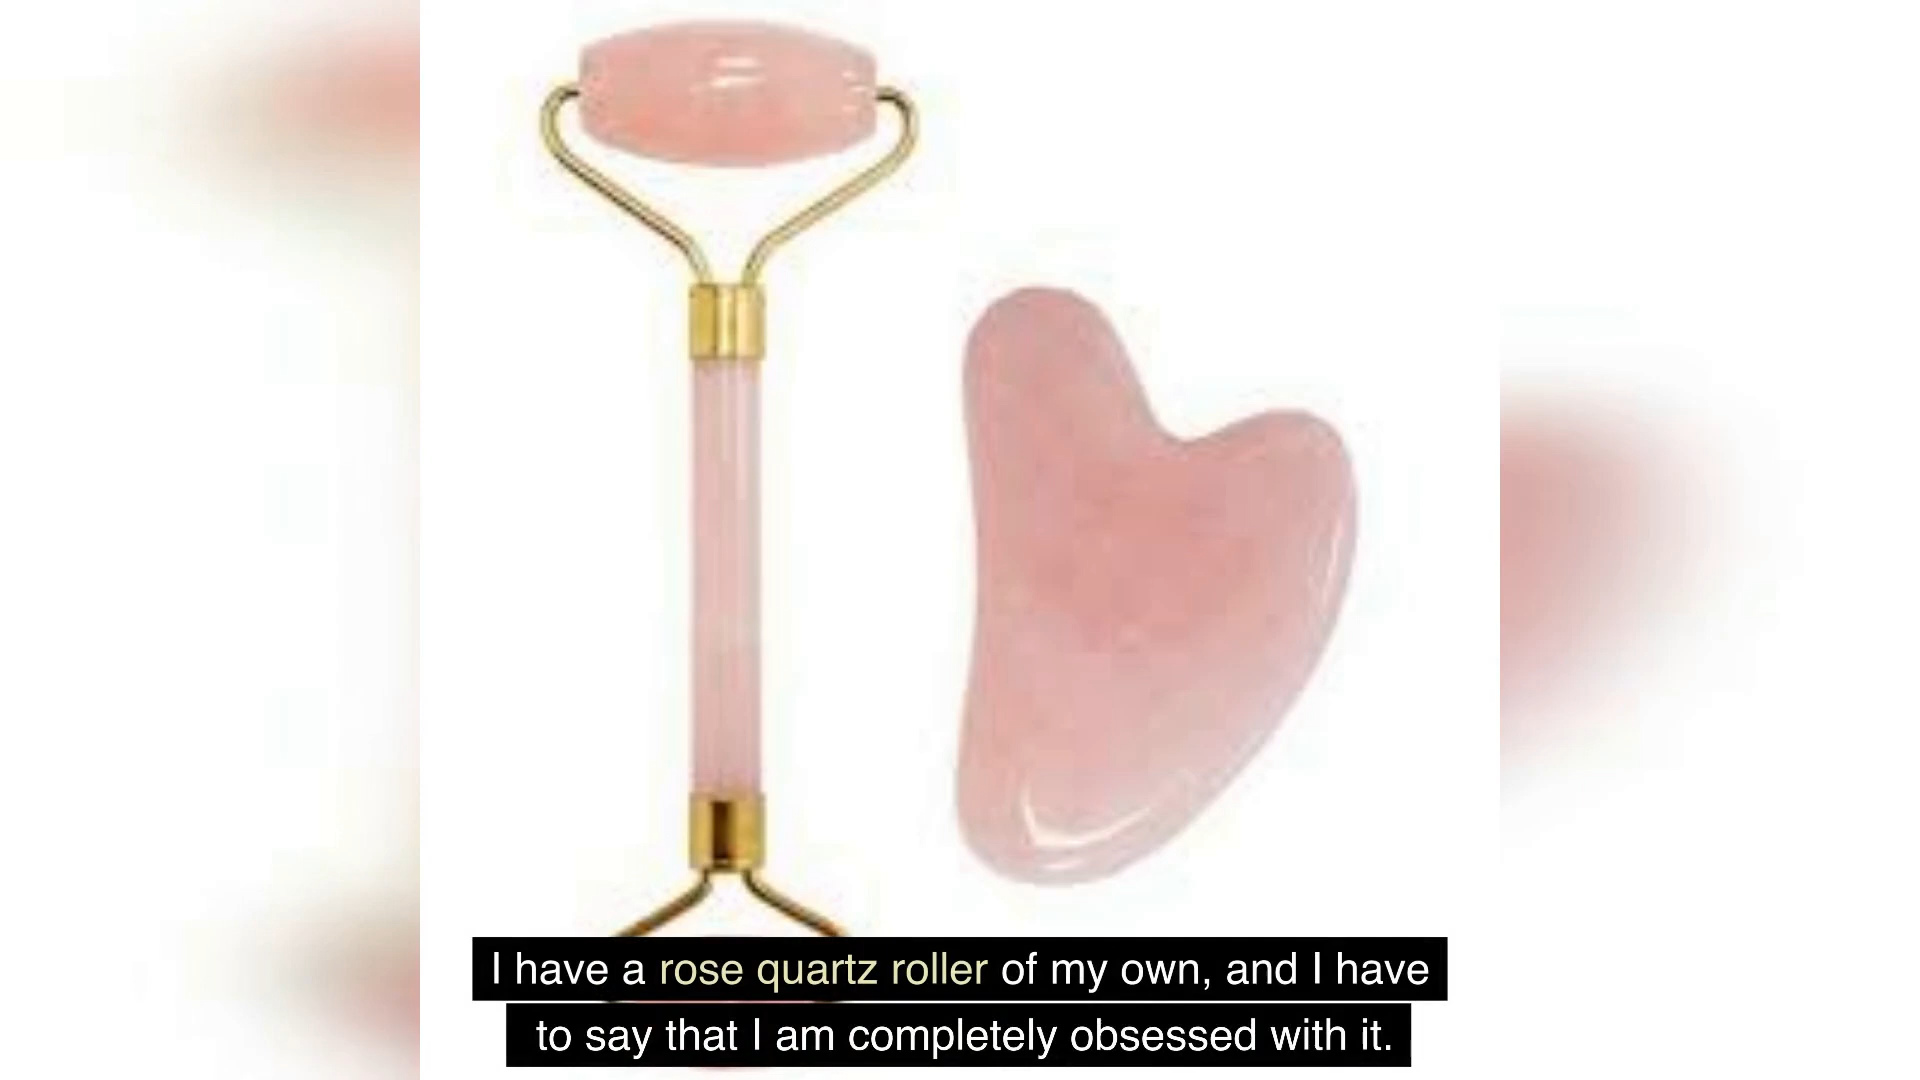 I have a rose quartz roller of my own, and I have
to say that I am completely obsessed with it.